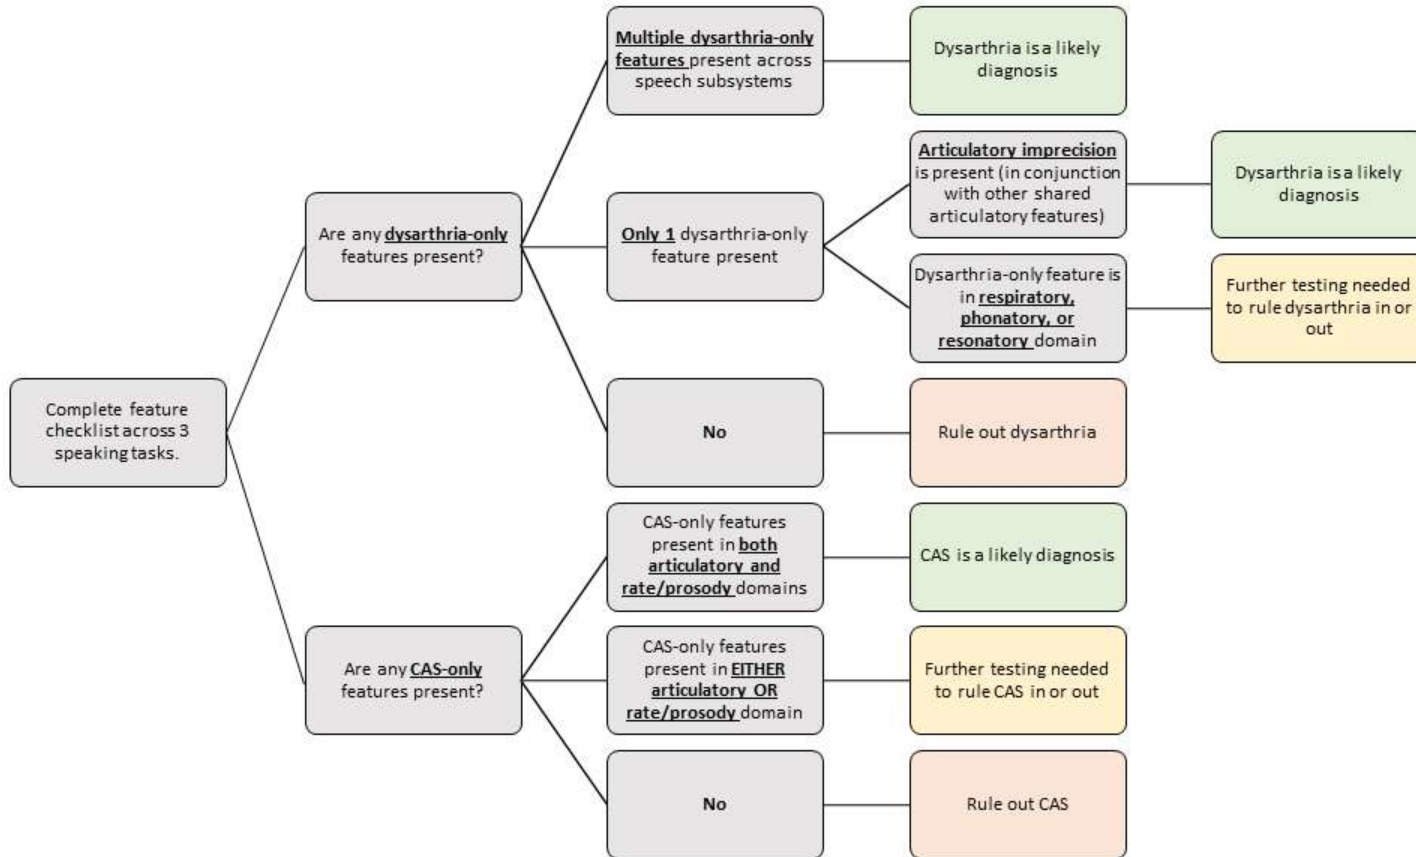 Complete feature
checklist across 3
speaking tasks.
Are any dysarthria-only
features present?
Multiple dysarthria-only
features present across
speech subsystems
Dysarthria is a likely
diagnosis
Only 1 dysarthria-only
feature present
Articulatory imprecision
is present (in conjunction
with other shared
articulatory features)
Dysarthria is a likely
diagnosis
Dysarthria-only feature is
in respiratory,
phonatory, or
resonatory domain
Further testing needed
to rule dysarthria in or
out
No
Rule out dysarthria
Are any CAS-only
features present?
CAS-only features
present in both
articulatory and
rate/prosody domains
CAS is a likely diagnosis
CAS-only features
present in EITHER
articulatory OR
rate/prosody domain
Further testing needed
to rule CAS in or out
No
Rule out CAS